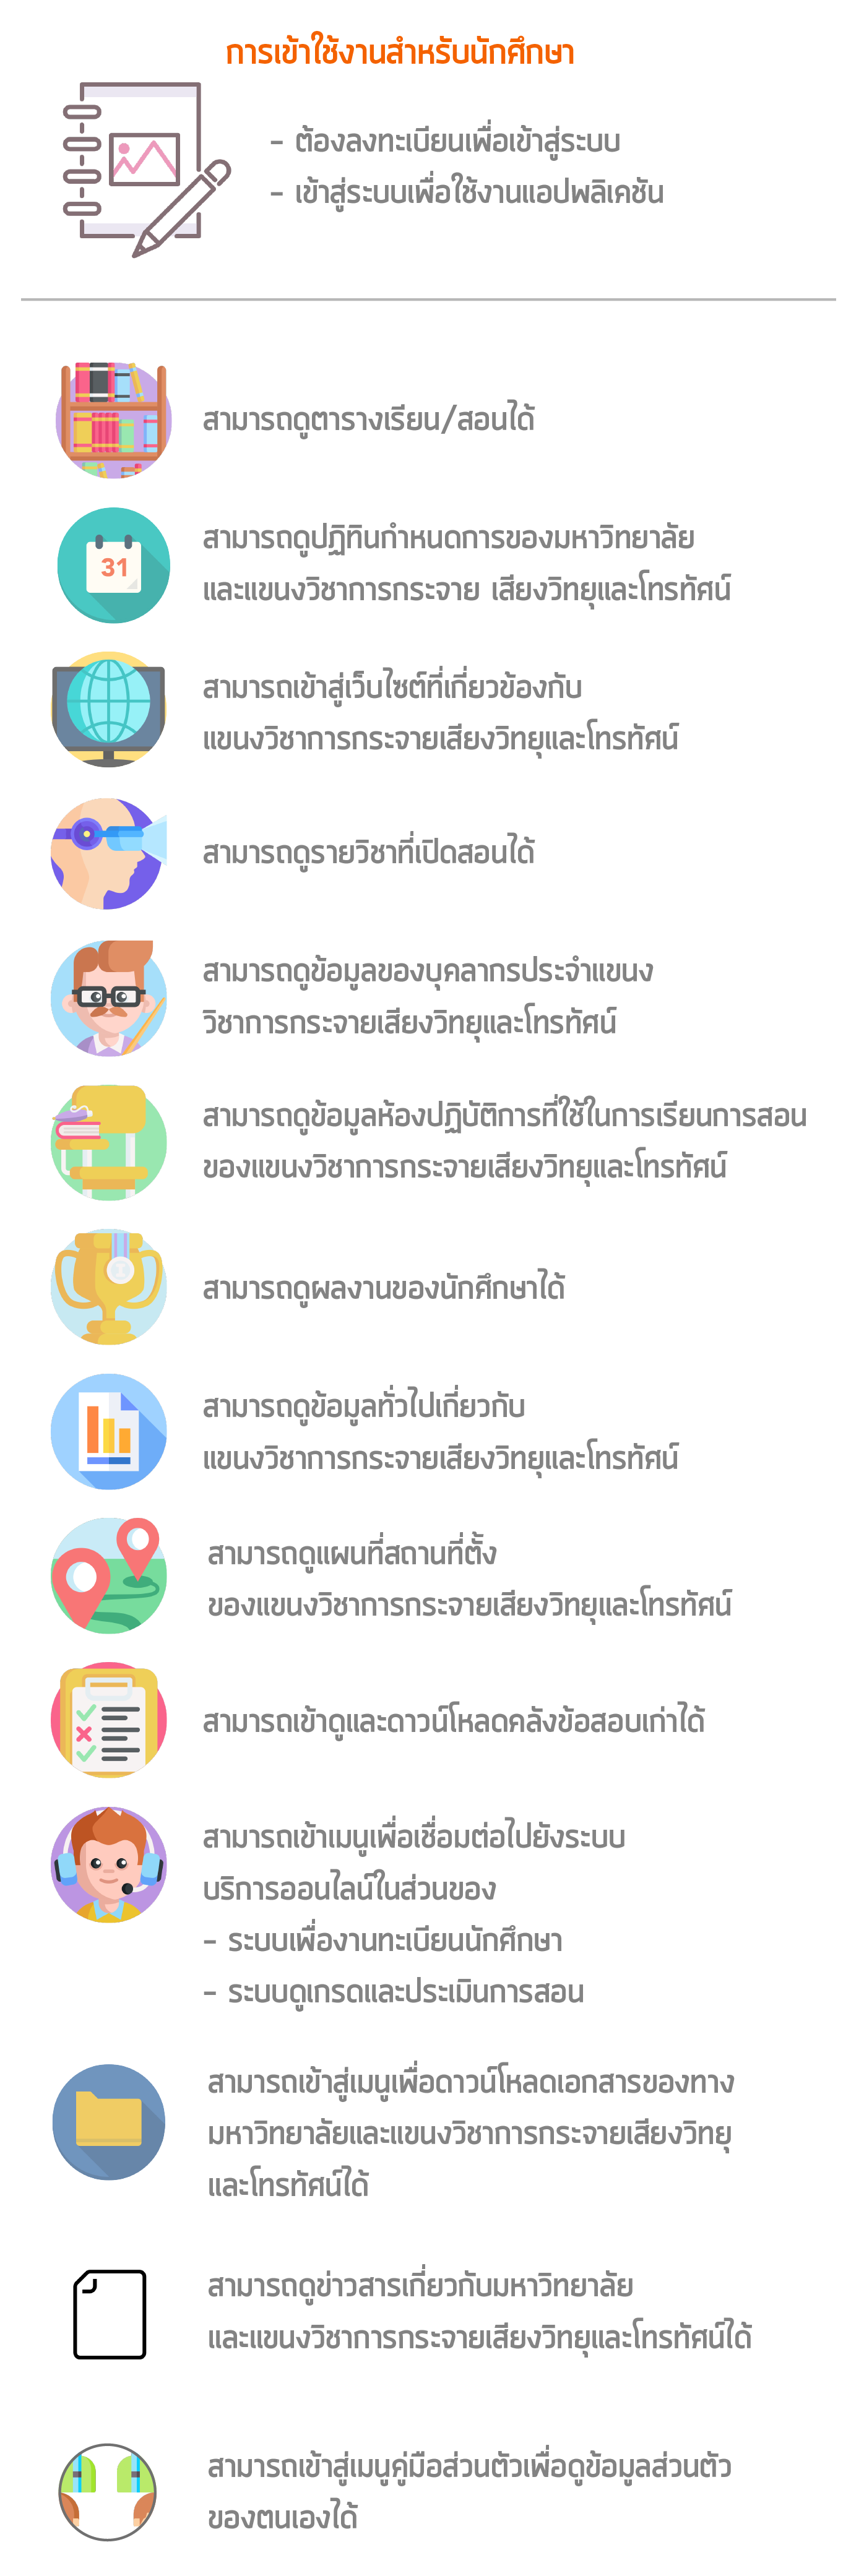 การเข้าใช้งานสำหรับนักศึกษา
- ต้องลงทะเบียนเพื่อเข้าสู่ระบบ
- เข้าสู่ระบบเพื่อใช้งานแอปพลิเคชัน
สามารถดูตารางเรียน/สอนได้
31
สามารถดูปฏิทินกำหนดการของมหาวิทยาลัย
และแขนงวิชาการกระจาย เสียงวิทยุและโทรทัศน์
สามารถเข้าสู่เว็บไซต์ที่เกี่ยวข้องกับ
แขนงวิชาการกระจายเสียงวิทยุและโทรทัศน์
สามารถดูรายวิชาที่เปิดสอนได้
สามารถดูข้อมูลของบุคลากรประจำแขนง
วิชาการกระจายเสียงวิทยุและโทรทัศน์
สามารถดูข้อมูลห้องปฏิบัติการที่ใช้ในการเรียนการสอน
ของแขนงวิชาการกระจายเสียงวิทยุและโทรทัศน์
สามารถดูผลงานของนักศึกษาได้
สามารถดูข้อมูลทั่วไปเกี่ยวกับ
แขนงวิชาการกระจายเสียงวิทยุและโทรทัศน์
สามารถดูแผนที่สถานที่ตั้ง
ของแขนงวิชาการกระจายเสียงวิทยุและโทรทัศน์
สามารถเข้าดูและดาวน์โหลดคลังข้อสอบเก่าได้
สามารถเข้าเมนูเพื่อเชื่อมต่อไปยังระบบ
บริการออนไลน์ในส่วนของ
- ระบบเพื่องานทะเบียนนักศึกษา
- ระบบดูเกรดและประเมินการสอน
สามารถเข้าสู่เมนูเพื่อดาวน์โหลดเอกสารของทาง
มหาวิทยาลัยและแขนงวิชาการกระจายเสียงวิทยุ
และโทรทัศน์ได้
สามารถดูข่าวสารเกี่ยวกับมหาวิทยาลัย
และแขนงวิชาการกระจายเสียงวิทยุและโทรทัศน์ได้
สามารถเข้าสู่เมนูคู่มือส่วนตัวเพื่อดูข้อมูลส่วนตัว
ของตนเองได้